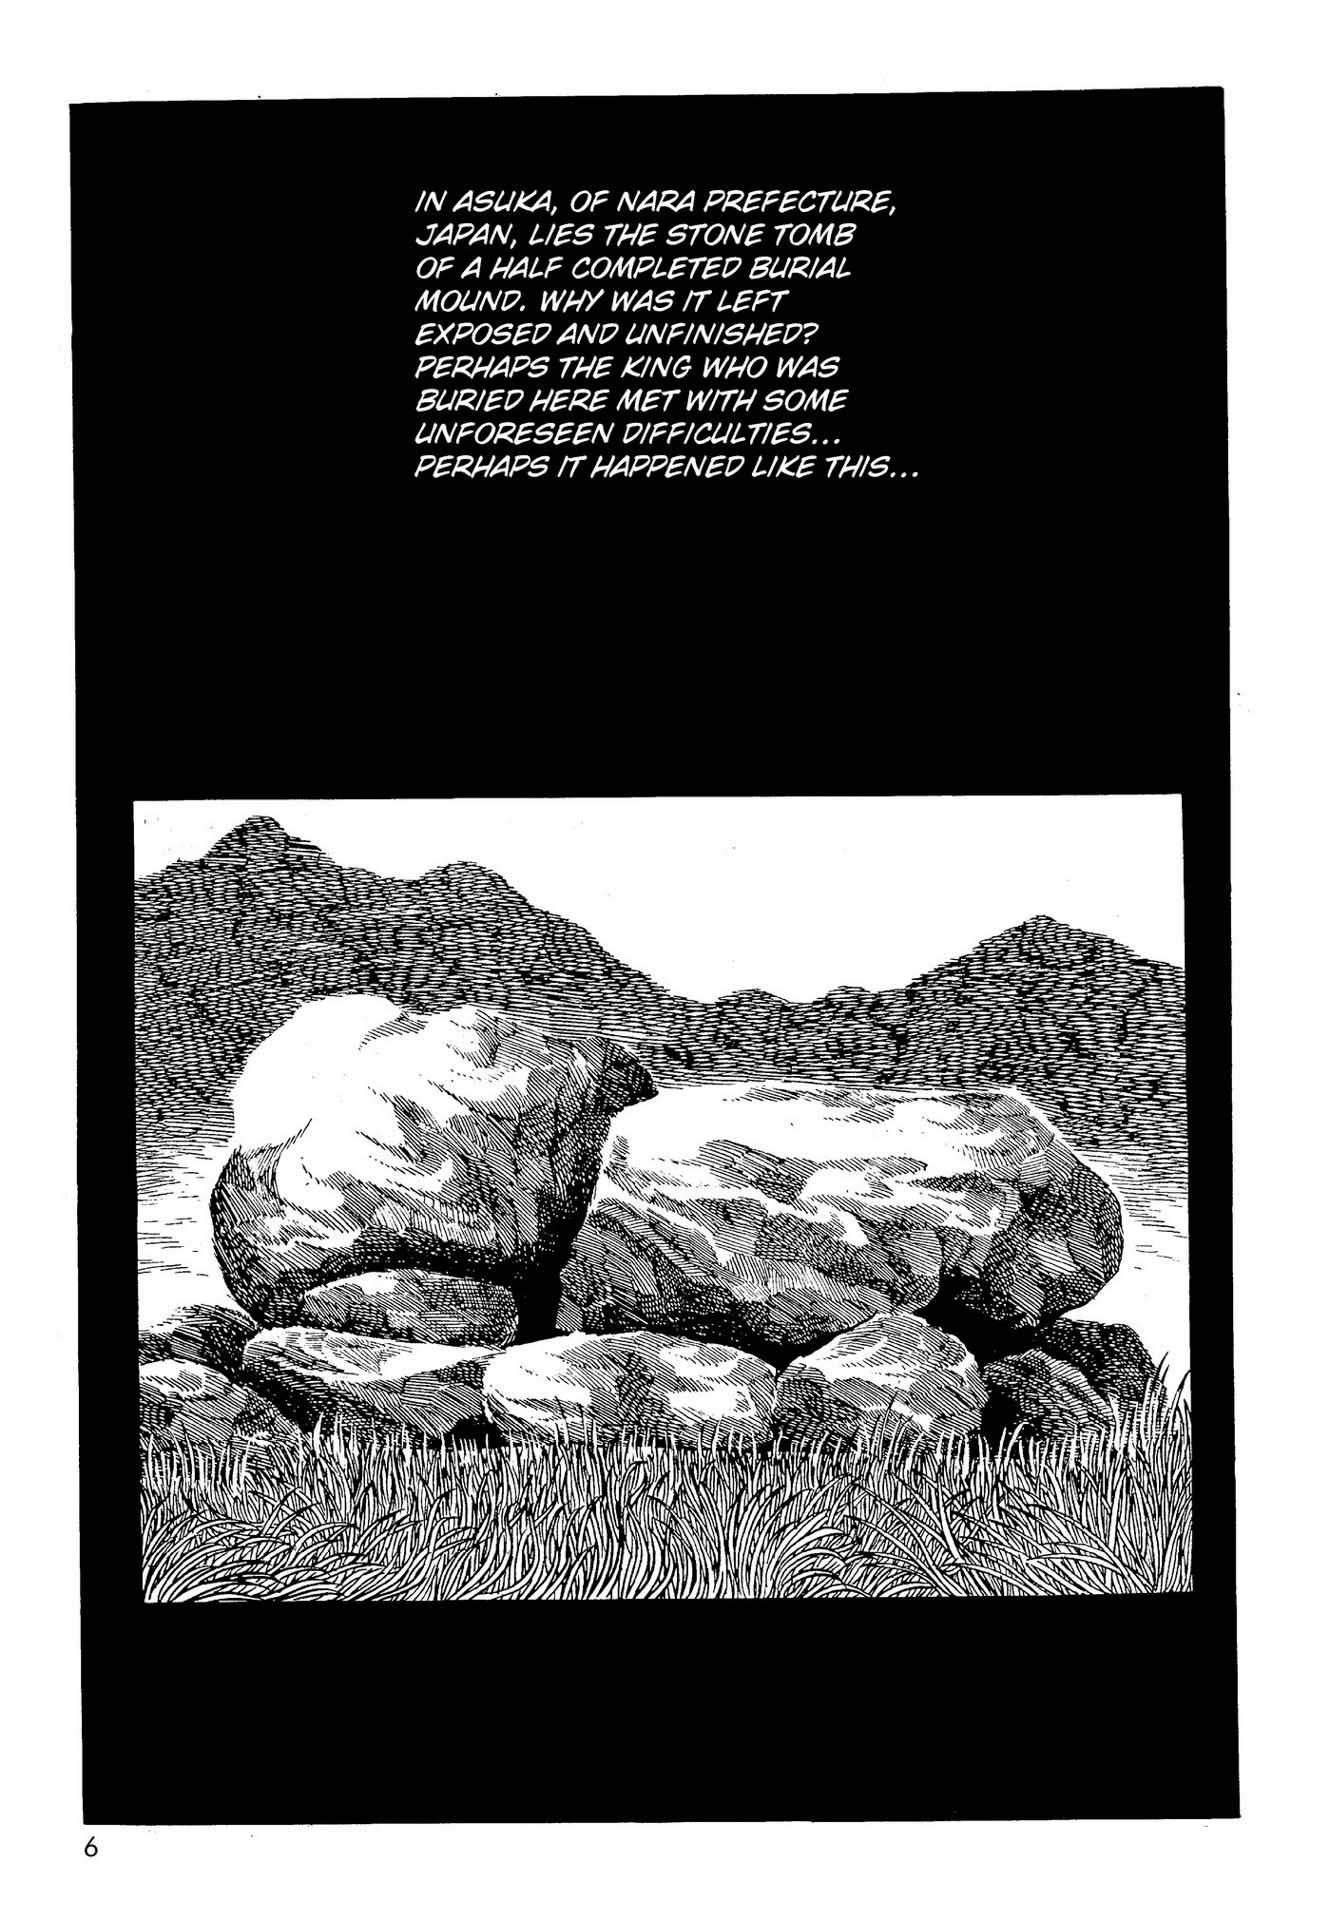 IN ASUKA, OF NARA PREFECTURE,
JAPAN, LIES THE STONE TOMB
OF A HALF COMPLETED BURIAL
MOUND. WHY WAS IT LEFT
EXPOSED AND UNFINISHED?
PERHAPS THE KING WHO WAS
BURIED HERE MET WITH SOME
UNFORESEEN DIFFICULTIES...
PERHAPS IT HAPPENED LIKE THIS...
6